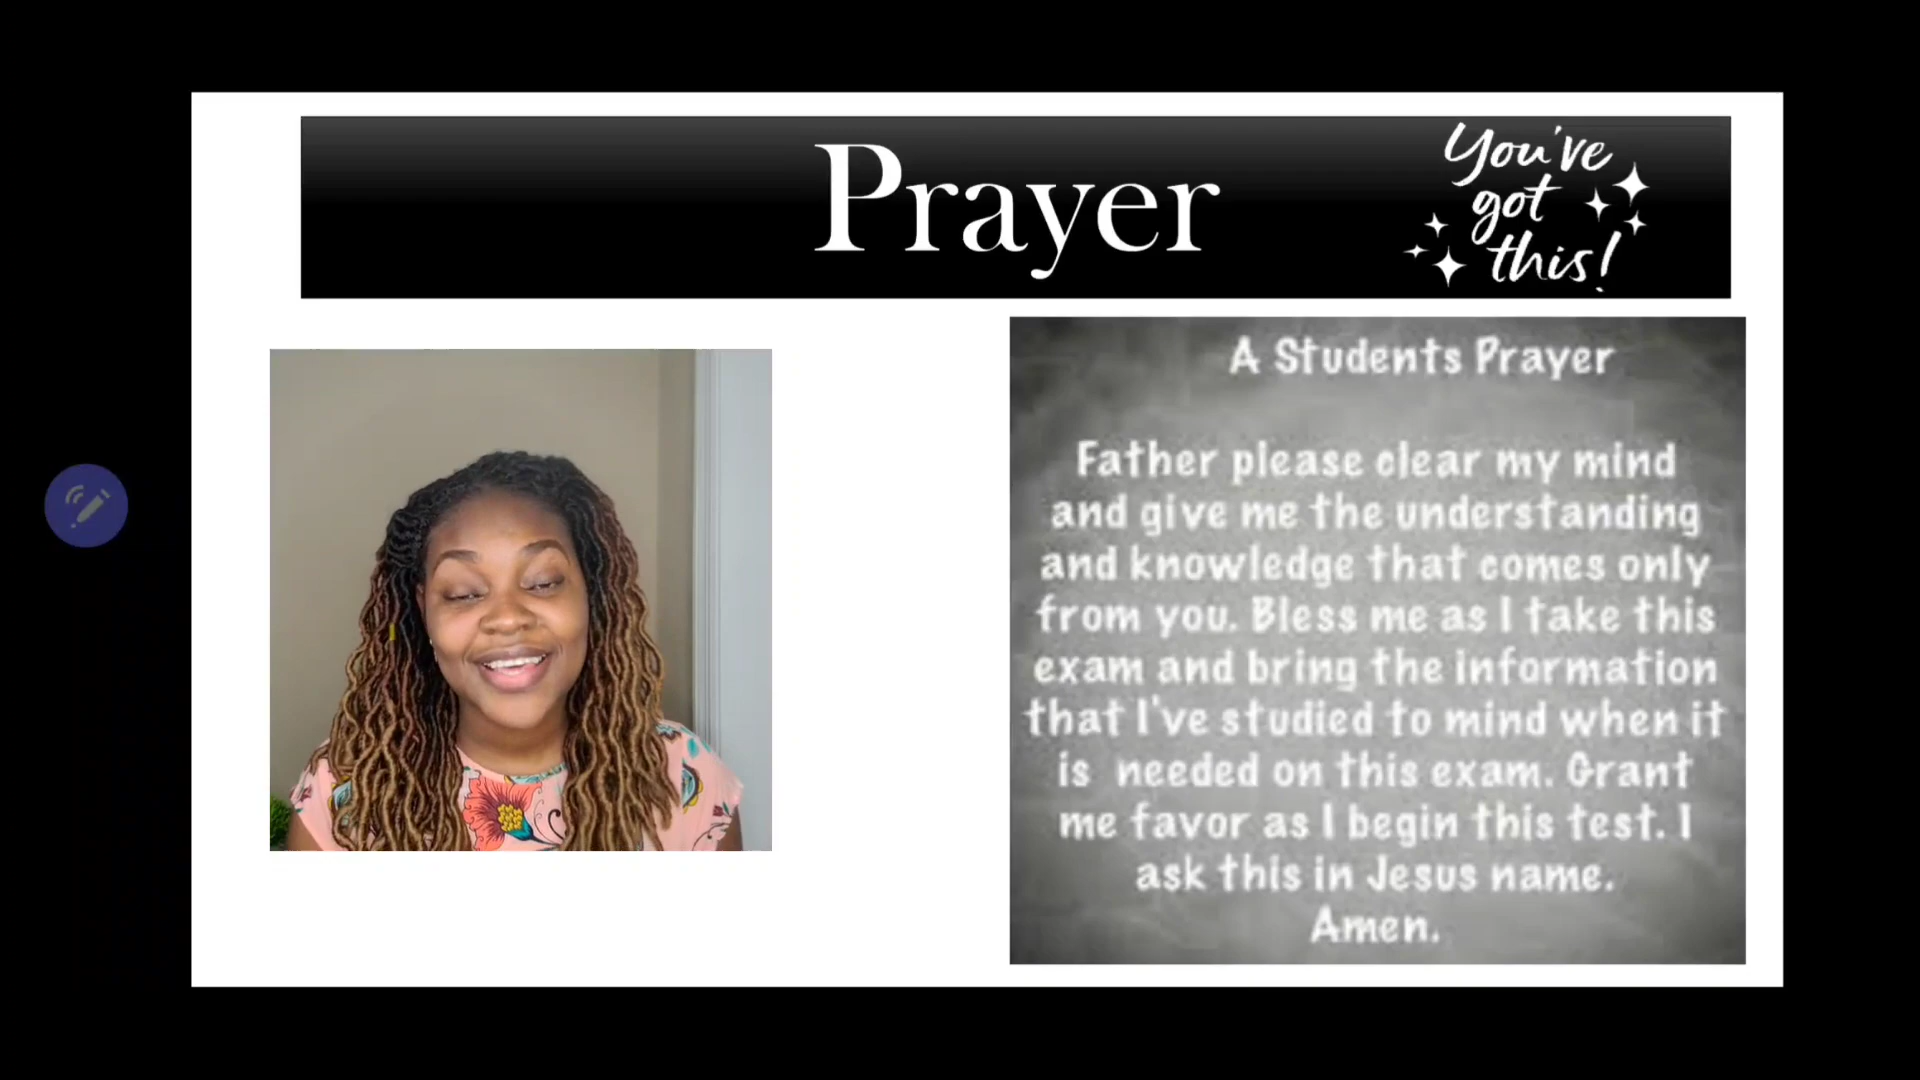 Prayer
You've
got
this!
A Students Prayer
Father please clear my mind
and give me the understanding
and knowledge that comes only
from you. Bless me as I take this
exam and bring the information
that I've studied to mind when it
is needed on this exam. Grant
me favor as I begin this test. I
ask this in Jesus name.
Amen.